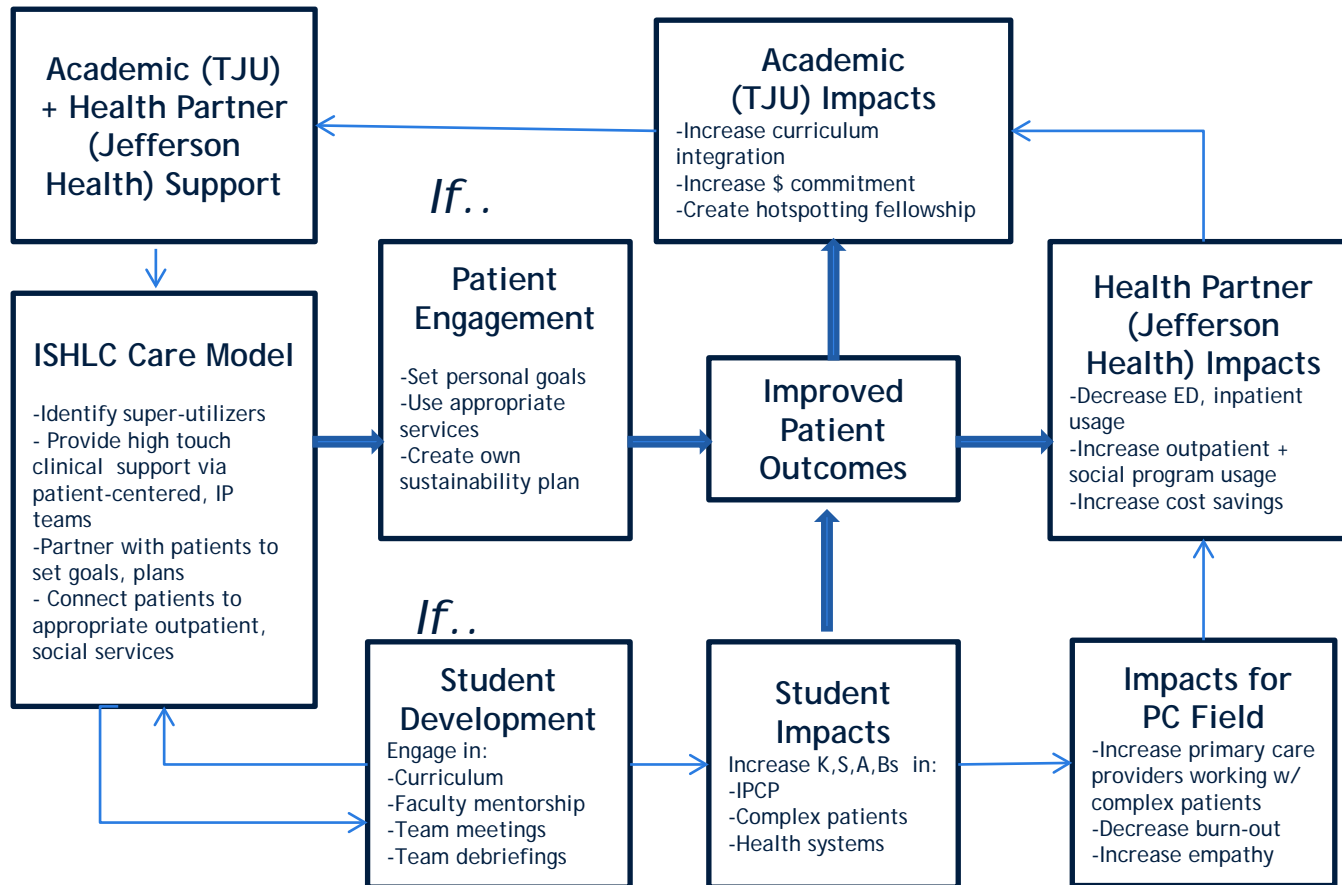 Academic (TJU)
+ Health Partner
(Jefferson
Health) Support
Academic
(TJU) Impacts
-Increase curriculum
integration
-Increase $ commitment
-Create hotspotting fellowship
If..
ISHLC Care Model
-Identify super-utilizers
- Provide high touch
clinical support via
patient-centered, IP
teams
-Partner with patients to
set goals, plans
- Connect patients to
appropriate outpatient,
social services
Patient
Engagement
-Set personal goals
-Use appropriate
services
-Create own
sustainability plan
Improved
Patient
Outcomes
Health Partner
(Jefferson
Health) Impacts
-Decrease ED, inpatient
usage
-Increase outpatient +
social program usage
-Increase cost savings
If..
Student
Development
Engage in:
-Curriculum
-Faculty mentorship
-Team meetings
-Team debriefings
Student
Impacts
Increase K,S,A,Bs in:
-IPCP
-Complex patients
-Health systems
Impacts for
PC Field
-Increase primary care
providers working w/
complex patients
-Decrease burn-out
-Increase empathy